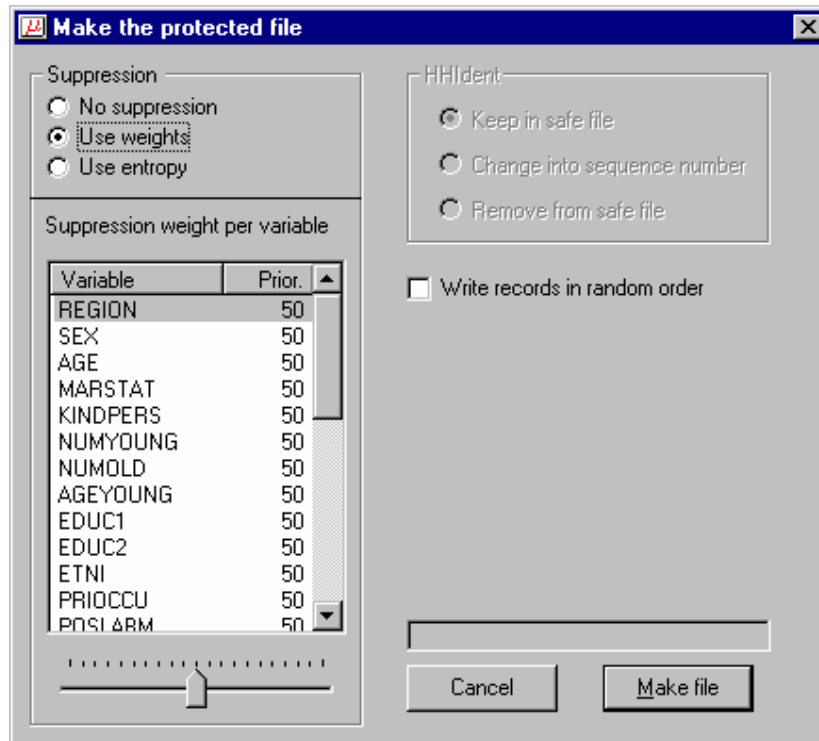 μ Make the protected file
Suppression
No suppression
Use weights
Use entropy
Suppression weight per variable
Variable Prior.
REGION 50
SEX 50
AGE 50
MARSTAT 50
KINDPERS 50
NUMYOUNG 50
NUMOLD 50
AGEYOUNG 50
EDUC1 50
EDUC2 50
ETNI 50
PRIOCCU 50
POSLABM 50
HHIdent
Keep in safe file
Change into sequence number
Remove from safe file
Write records in random order
Cancel
Make file